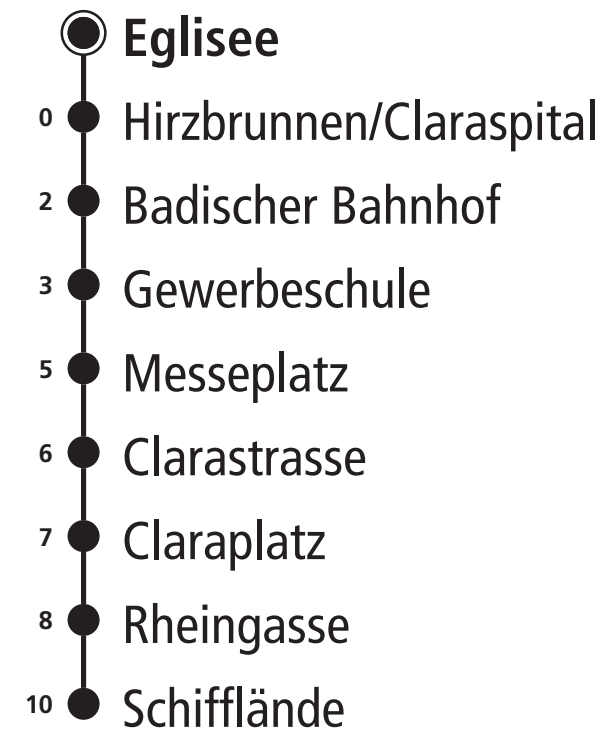 Eglisee
0 Hirzbrunnen/Claraspital
2 Badischer Bahnhof
3 Gewerbeschule
5 Messeplatz
6 Clarastrasse
7 Claraplatz
8 Rheingasse
10 Schifflände